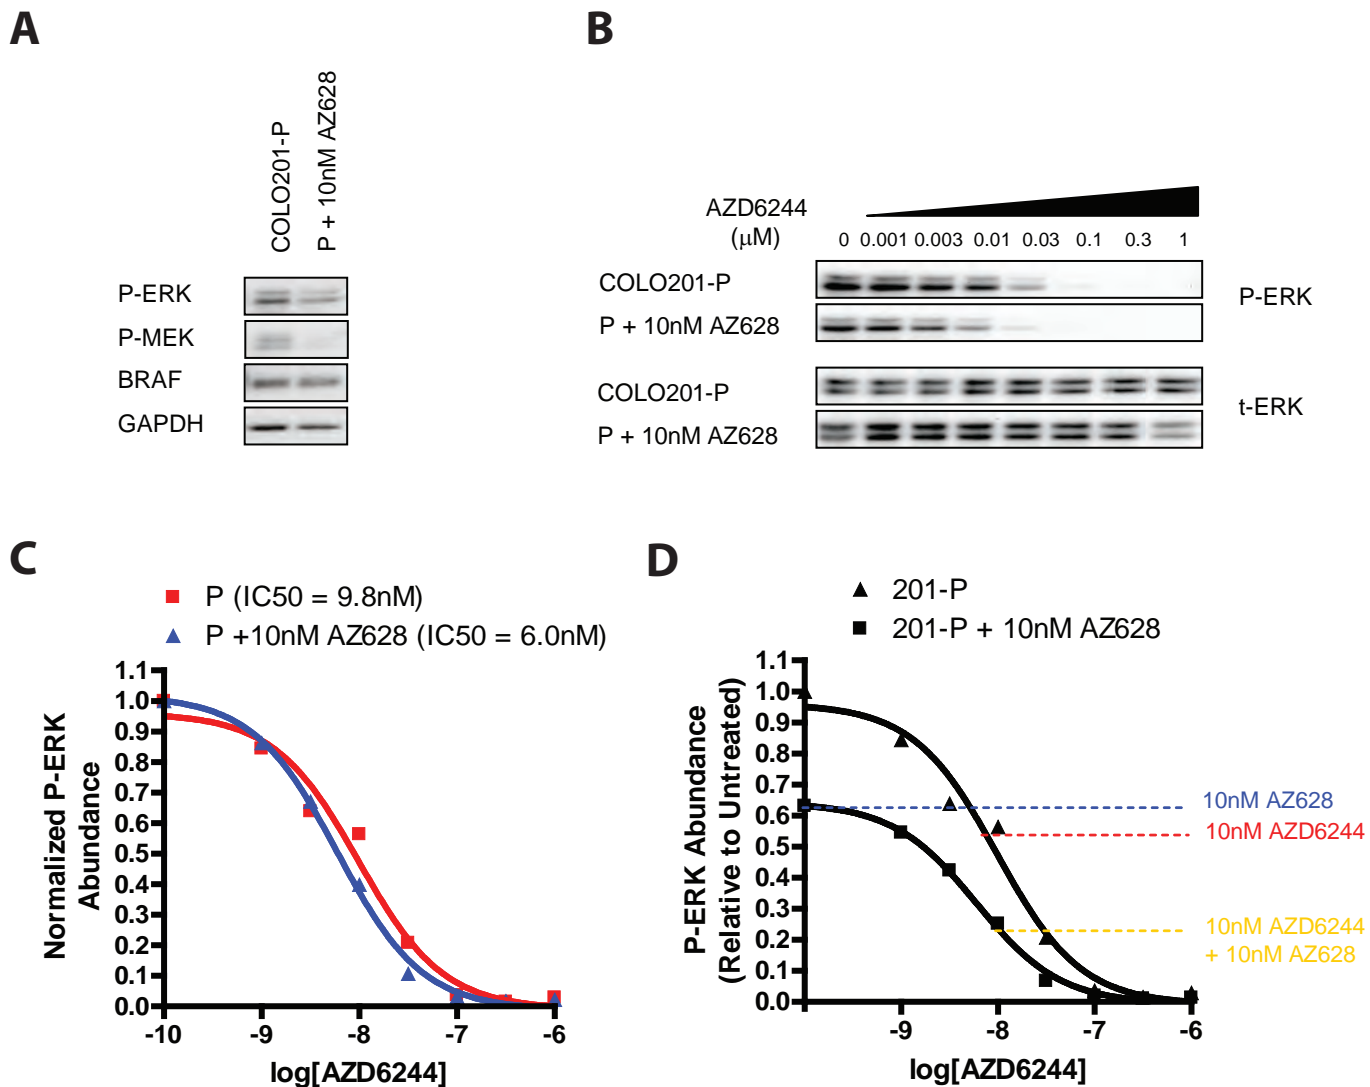 A
COLO201-P
P + 10nM AZ628
P-ERK
P-MEK
BRAF
GAPDH
B
AZD6244
(μM)
0 0.001 0.003 0.01 0.03 0.1 0.3 1
COLO201-P
P + 10nM AZ628
P-ERK
COLO201-P
P + 10nM AZ628
t-ERK
C
P (IC50 = 9.8nM)
P +10nM AZ628 (IC50 = 6.0nM)
Normalized P-ERK
Abundance
1.1
1.0
0.9
0.8
0.7
0.6
0.5
0.4
0.3
0.2
0.1
0.0
-10 -9 -8 -7 -6
log[AZD6244]
D
201-P
201-P + 10nM AZ628
P-ERK Abundance
(Relative to Untreated)
1.1
1.0
0.9
0.8
0.7
0.6
0.5
0.4
0.3
0.2
0.1
0.0
-9 -8 -7 -6
log[AZD6244]
10nM AZ628
10nM AZD6244
10nM AZD6244
+ 10nM AZ628